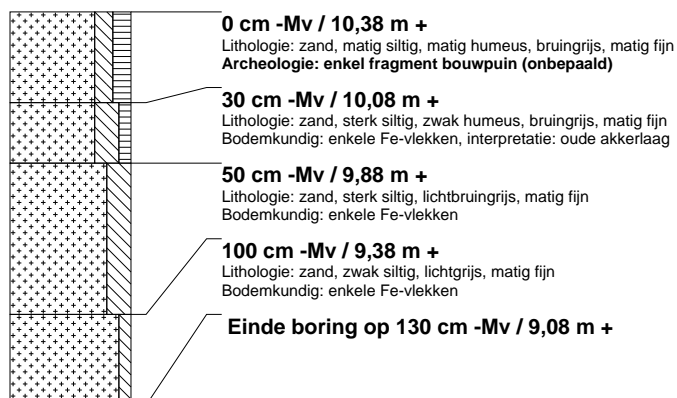 0 cm -Mv / 10,38 m +
Lithologie: zand, matig siltig, matig humeus, bruingrijs, matig fijn
Archeologie: enkel fragment bouwpuin (onbepaald)
30 cm -Mv / 10,08 m +
Lithologie: zand, sterk siltig, zwak humeus, bruingrijs, matig fijn
Bodemkundig: enkele Fe-vlekken, interpretatie: oude akkerlaag
50 cm -Mv / 9,88 m +
Lithologie: zand, sterk siltig, lichtbruingrijs, matig fijn
Bodemkundig: enkele Fe-vlekken
100 cm -Mv / 9,38 m +
Lithologie: zand, zwak siltig, lichtgrijs, matig fijn
Bodemkundig: enkele Fe-vlekken
Einde boring op 130 cm -Mv / 9,08 m +